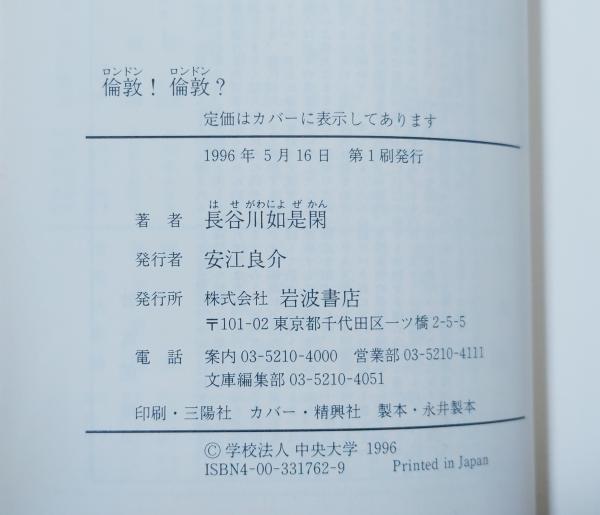 ロンドン ロンドン
倫敦！ 倫敦？
定価はカバーに表示してあります
1996年5月16日 第1刷発行
は せ がわ によ ぜ かん
著者 長谷川如是閑
発行者 安江良介
発行所 株式会社 岩波書店
〒101-02 東京都千代田区一ツ橋2-5-5
電話 案内 03-5210-4000 営業部 03-5210-4111
文庫編集部 03-5210-4051
印刷・三陽社 カバー・精興社 製本・永井製本
© 学校法人 中央大学 1996
ISBN4-00-331762-9 Printed in Japan